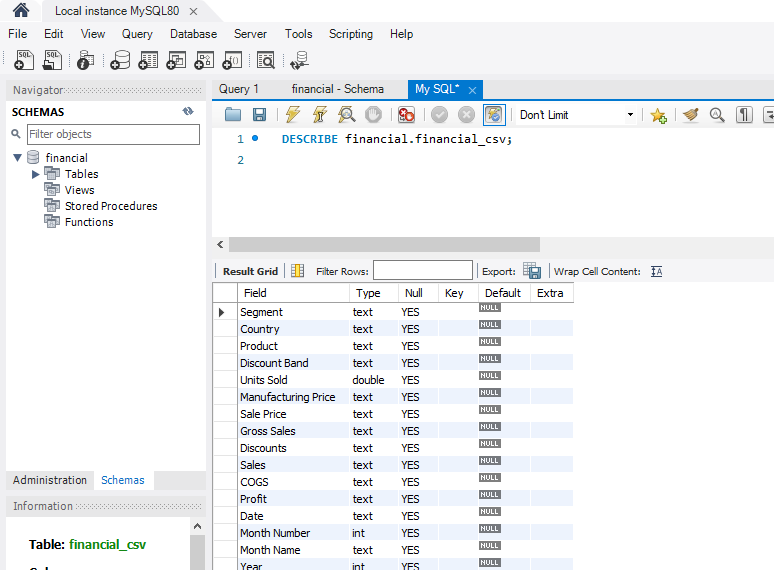 Local instance MySQL80
File Edit View Query Database Server Tools Scripting Help
Navigator
SCHEMAS
Filter objects
financial
Tables
Views
Stored Procedures
Functions
Administration Schemas
Information
Table: financial_csv
Query 1 financial - Schema My SQL*
Don't Limit
1 DESCRIBE financial.financial_csv;
2
Result Grid Filter Rows: Export: Wrap Cell Content:
Field Type Null Key Default Extra
Segment text YES NULL
Country text YES NULL
Product text YES NULL
Discount Band text YES NULL
Units Sold double YES NULL
Manufacturing Price text YES NULL
Sale Price text YES NULL
Gross Sales text YES NULL
Discounts text YES NULL
Sales text YES NULL
COGS text YES NULL
Profit text YES NULL
Date text YES NULL
Month Number int YES NULL
Month Name text YES NULL
Year int YES NULL